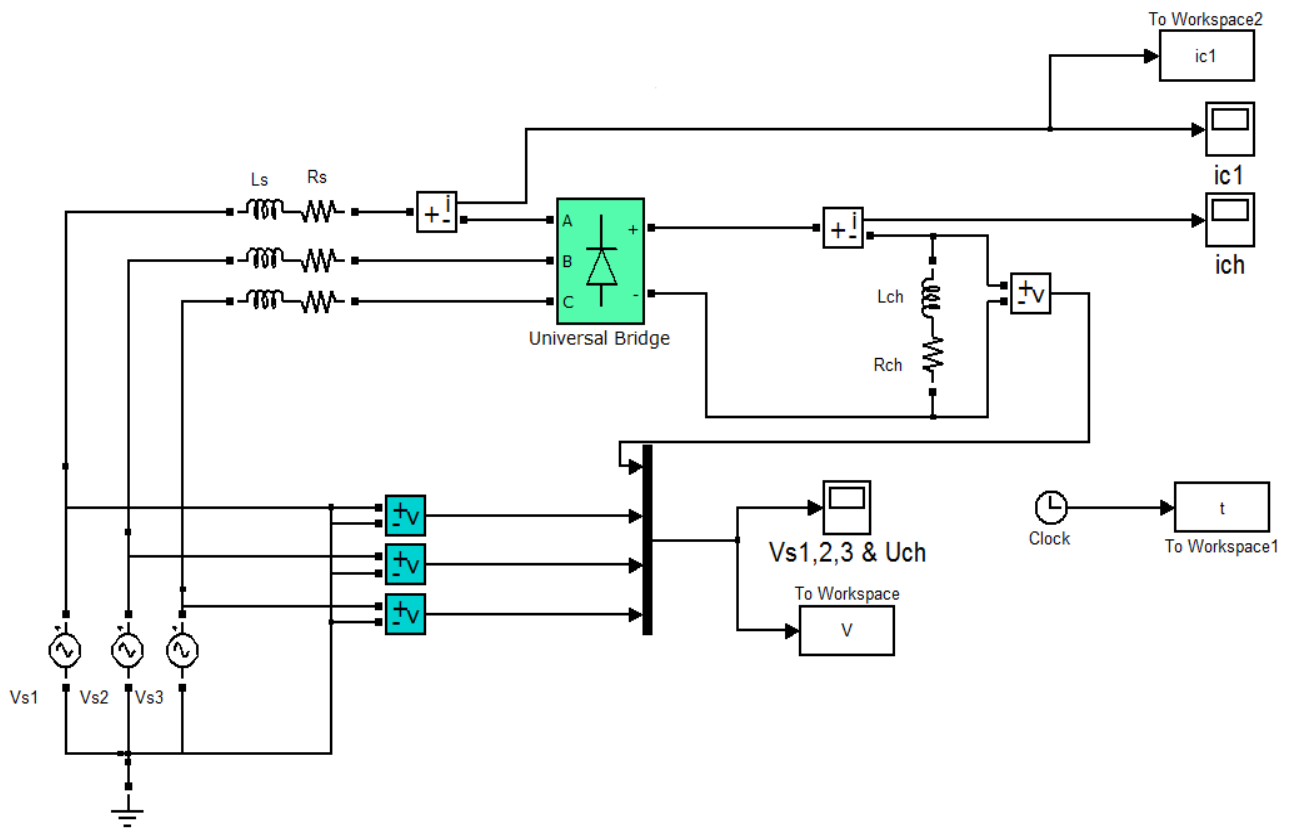 To Workspace2
ic1
ic1
Ls
Rs
i
+
-
A
B
C
+
-
Universal Bridge
i
+
-
ich
Lch
Rch
+
-
v
+
-
v
+
-
v
+
-
v
Vs1,2,3 & Uch
Clock
t
To Workspace1
To Workspace
V
Vs1
Vs2
Vs3